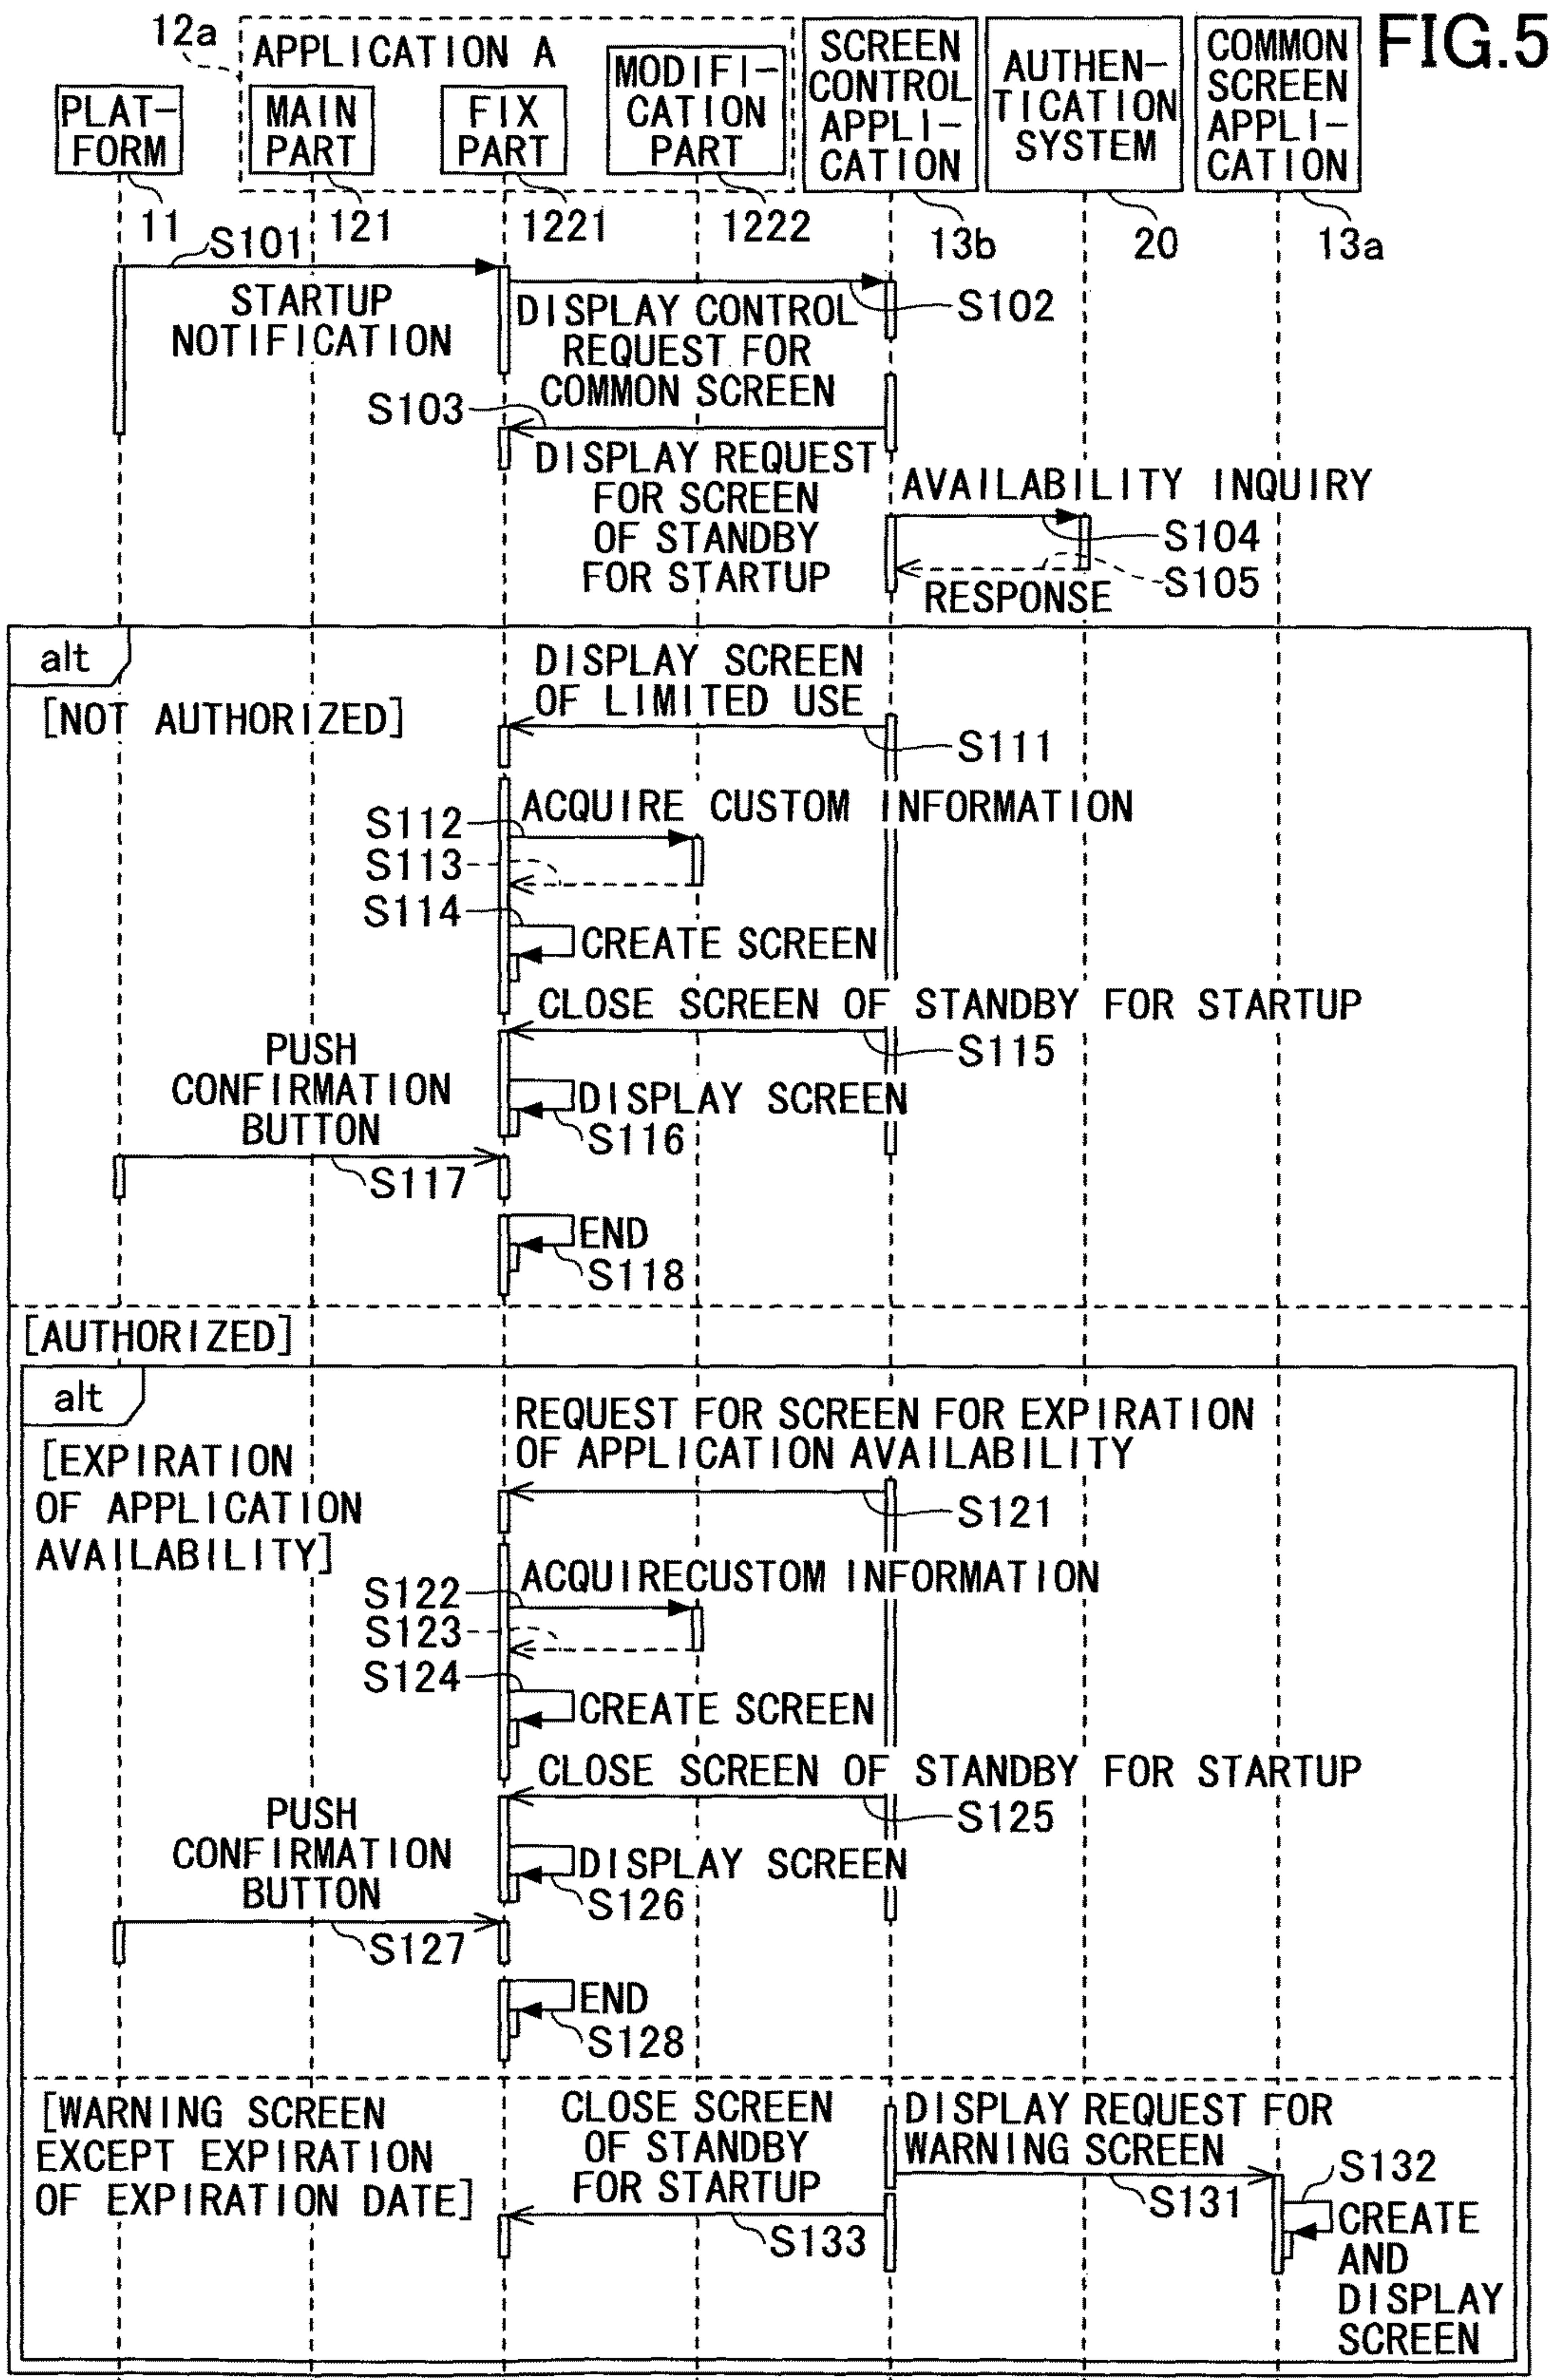 FIG.5
12a
APPLICATION A
PLAT-
FORM
MAIN
PART
FIX
PART
MODIFI-
CATION
PART
SCREEN
CONTROL
APPLI-
CATION
AUTHEN-
TICATION
SYSTEM
COMMON
SCREEN
APPLI-
CATION
11
121
1221
1222
13b
20
13a
S101
STARTUP
NOTIFICATION
S102
DISPLAY CONTROL
REQUEST FOR
COMMON SCREEN
S103
DISPLAY REQUEST
FOR SCREEN
OF STANDBY
FOR STARTUP
AVAILABILITY INQUIRY
S104
S105
RESPONSE
alt
[NOT AUTHORIZED]
DISPLAY SCREEN
OF LIMITED USE
S111
ACQUIRE CUSTOM INFORMATION
S112
S113
S114
CREATE SCREEN
CLOSE SCREEN OF STANDBY FOR STARTUP
S115
PUSH
CONFIRMATION
BUTTON
DISPLAY SCREEN
S116
S117
END
S118
[AUTHORIZED]
alt
[EXPIRATION
OF APPLICATION
AVAILABILITY]
REQUEST FOR SCREEN FOR EXPIRATION
OF APPLICATION AVAILABILITY
S121
ACQUIRECUSTOM INFORMATION
S122
S123
S124
CREATE SCREEN
CLOSE SCREEN OF STANDBY FOR STARTUP
S125
PUSH
CONFIRMATION
BUTTON
DISPLAY SCREEN
S126
S127
END
S128
[WARNING SCREEN
EXCEPT EXPIRATION
OF EXPIRATION DATE]
CLOSE SCREEN
OF STANDBY
FOR STARTUP
S133
DISPLAY REQUEST FOR
WARNING SCREEN
S131
S132
CREATE
AND
DISPLAY
SCREEN